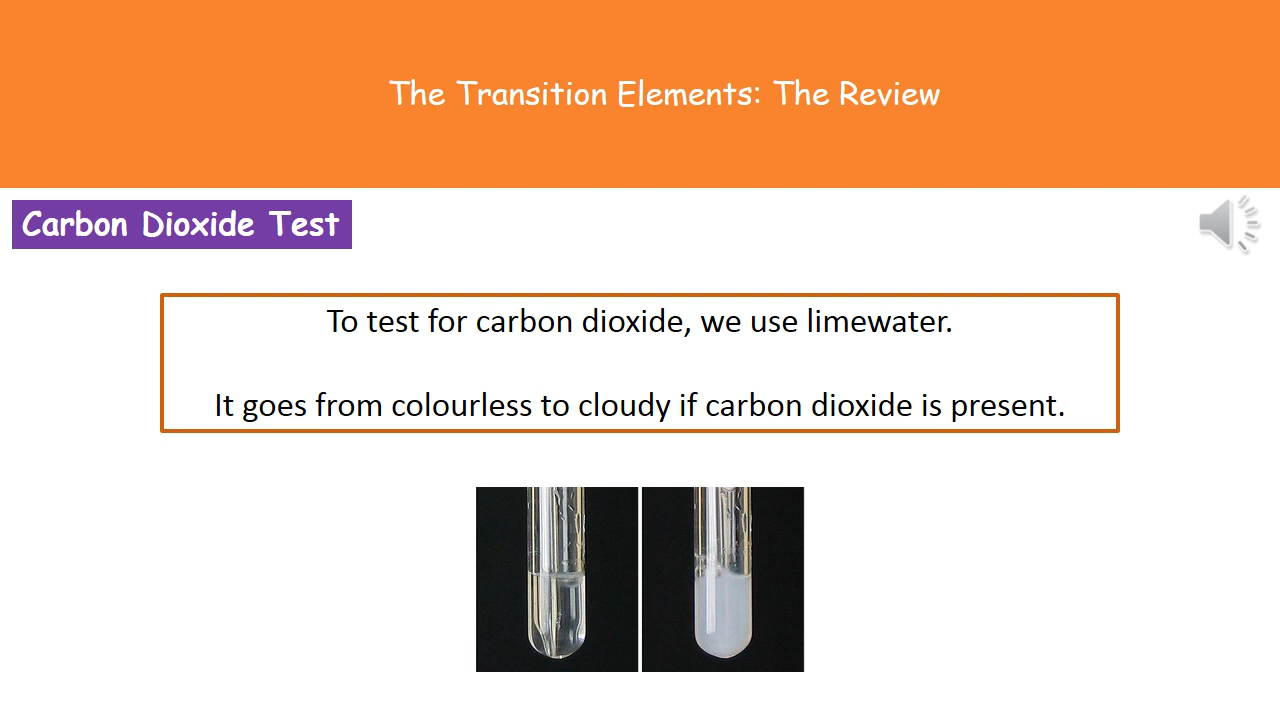 The Transition Elements: The Review
Carbon Dioxide Test
To test for carbon dioxide, we use limewater.
It goes from colourless to cloudy if carbon dioxide is present.